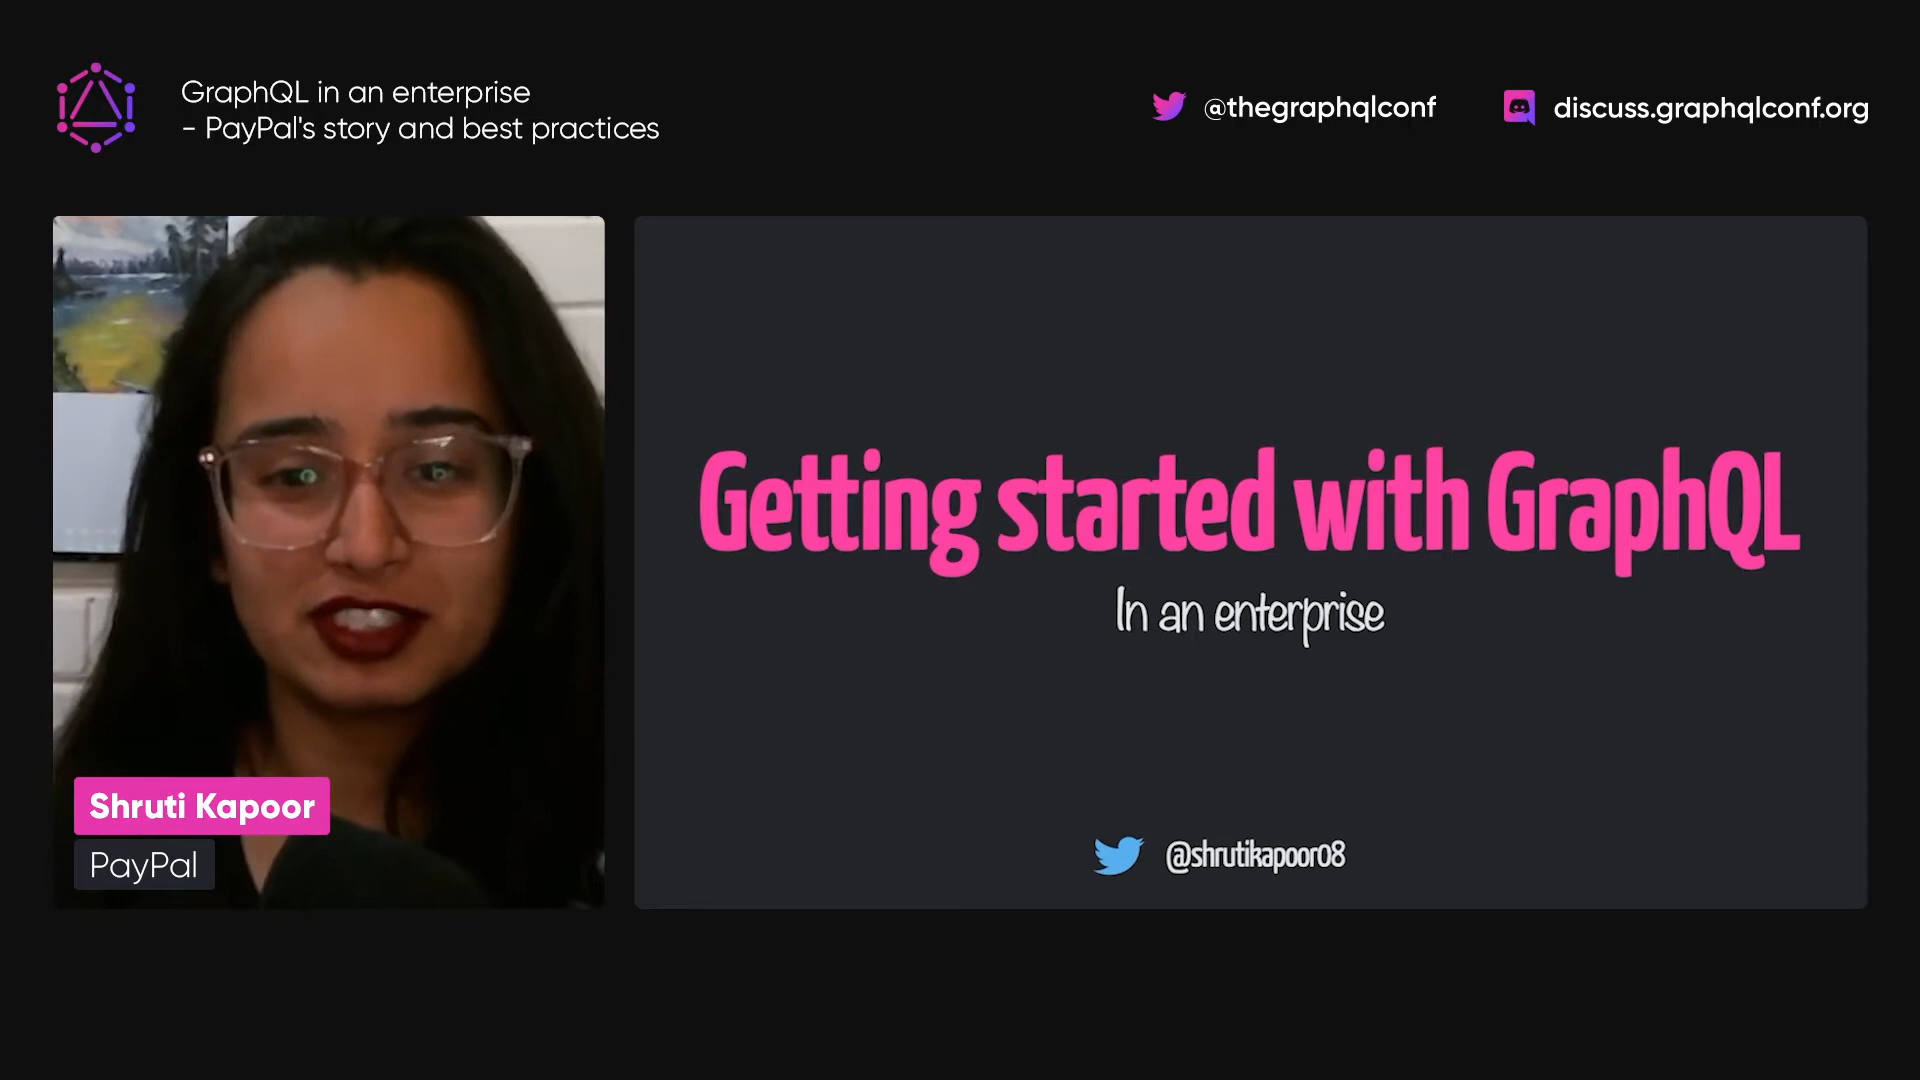 GraphQL in an enterprise
- PayPal's story and best practices
@thegraphqlconf
discuss.graphqlconf.org
Shruti Kapoor
PayPal
Getting started with GraphQL
In an enterprise
@shrutikapoor08